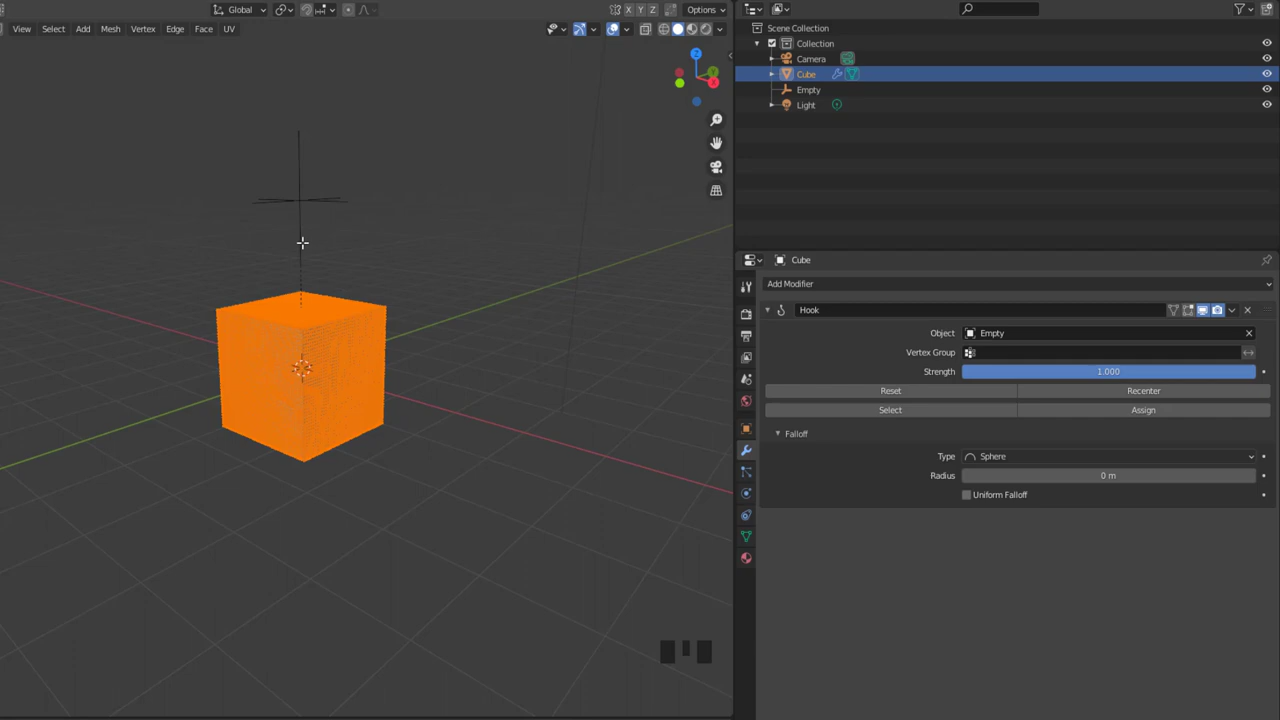 Global X Y Z Options
View Select Add Mesh Vertex Edge Face UV
Z
Y
X
Scene Collection
Collection
Camera
Cube
Empty
Light
Cube
Add Modifier
Hook
Object Empty
Vertex Group
Strength 1.000
Reset Recenter
Select Assign
Falloff
Type Sphere
Radius 0 m
Uniform Falloff